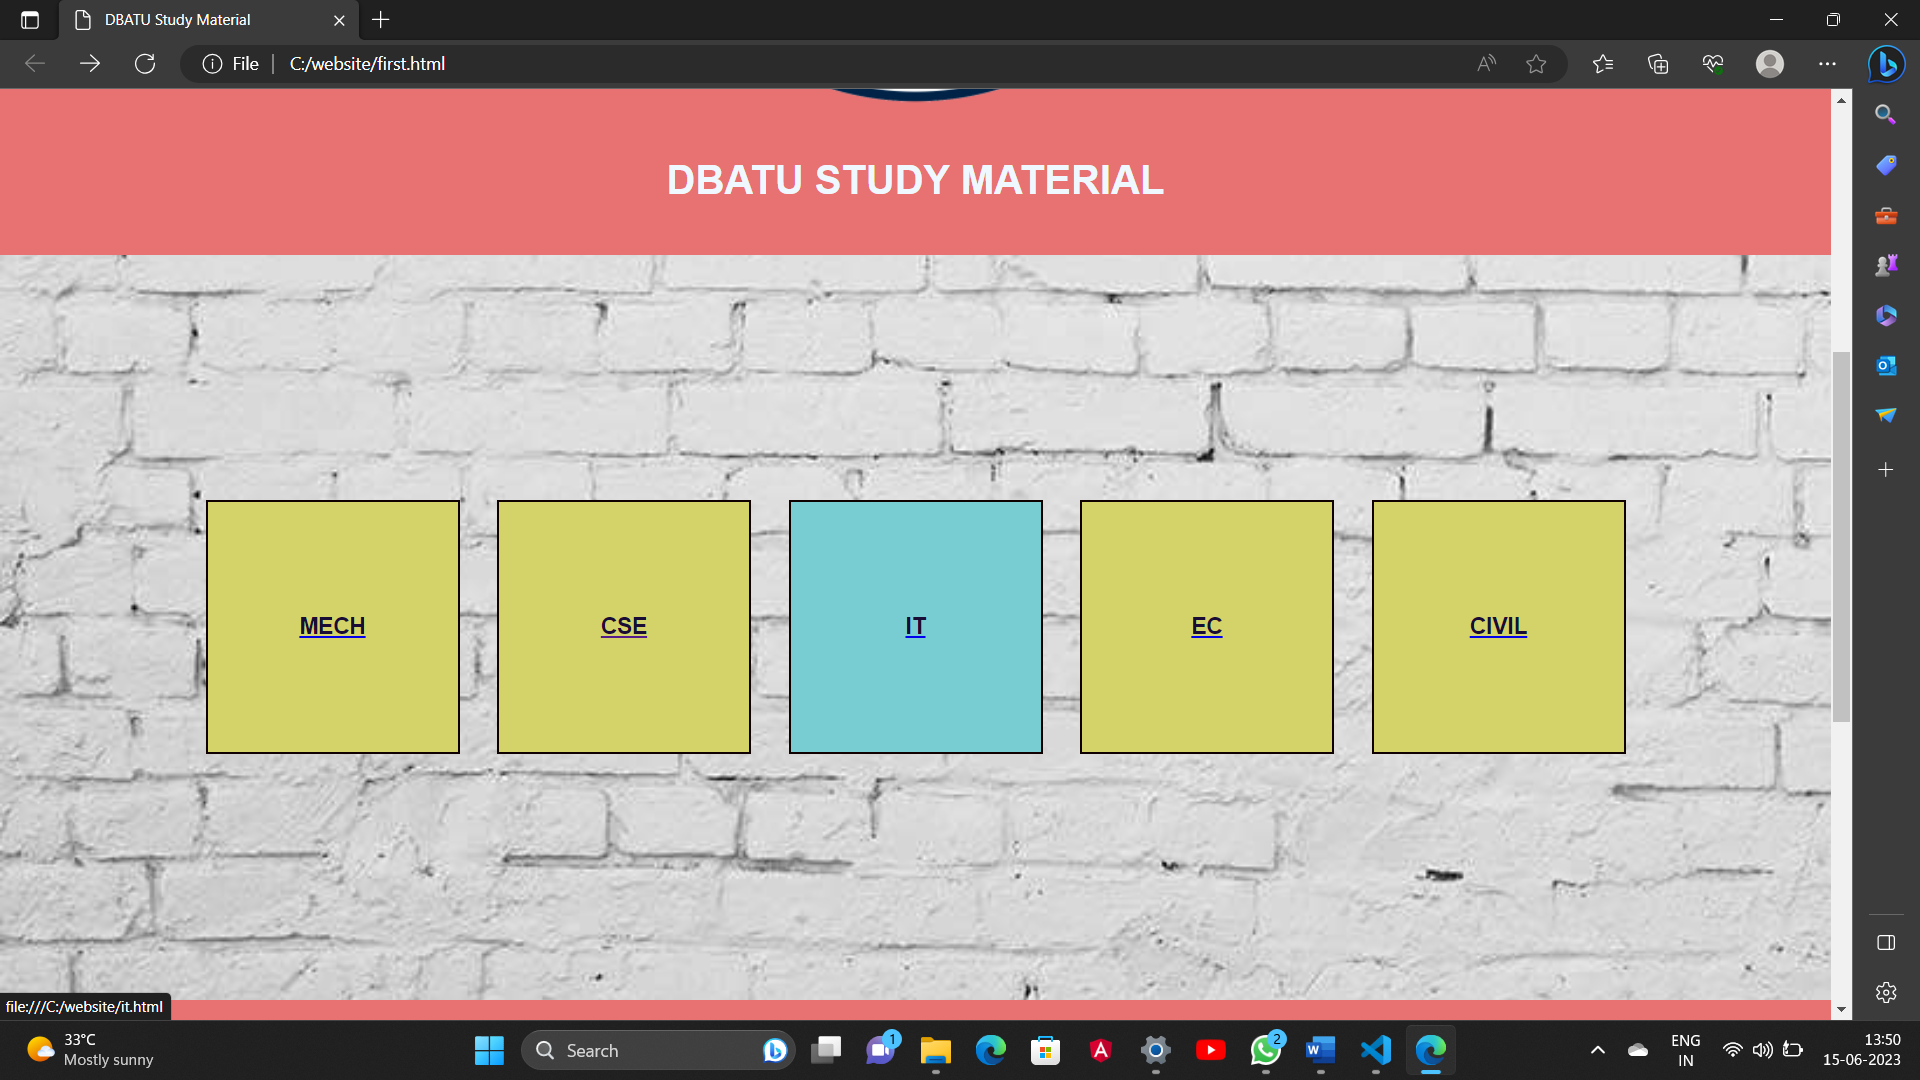 DBATU Study Material
File
C:/website/first.html
DBATU STUDY MATERIAL
MECH
CSE
IT
EC
CIVIL
file:///C:/website/it.html
33°C
Mostly sunny
Search
1
2
ENG
IN
13:50
15-06-2023